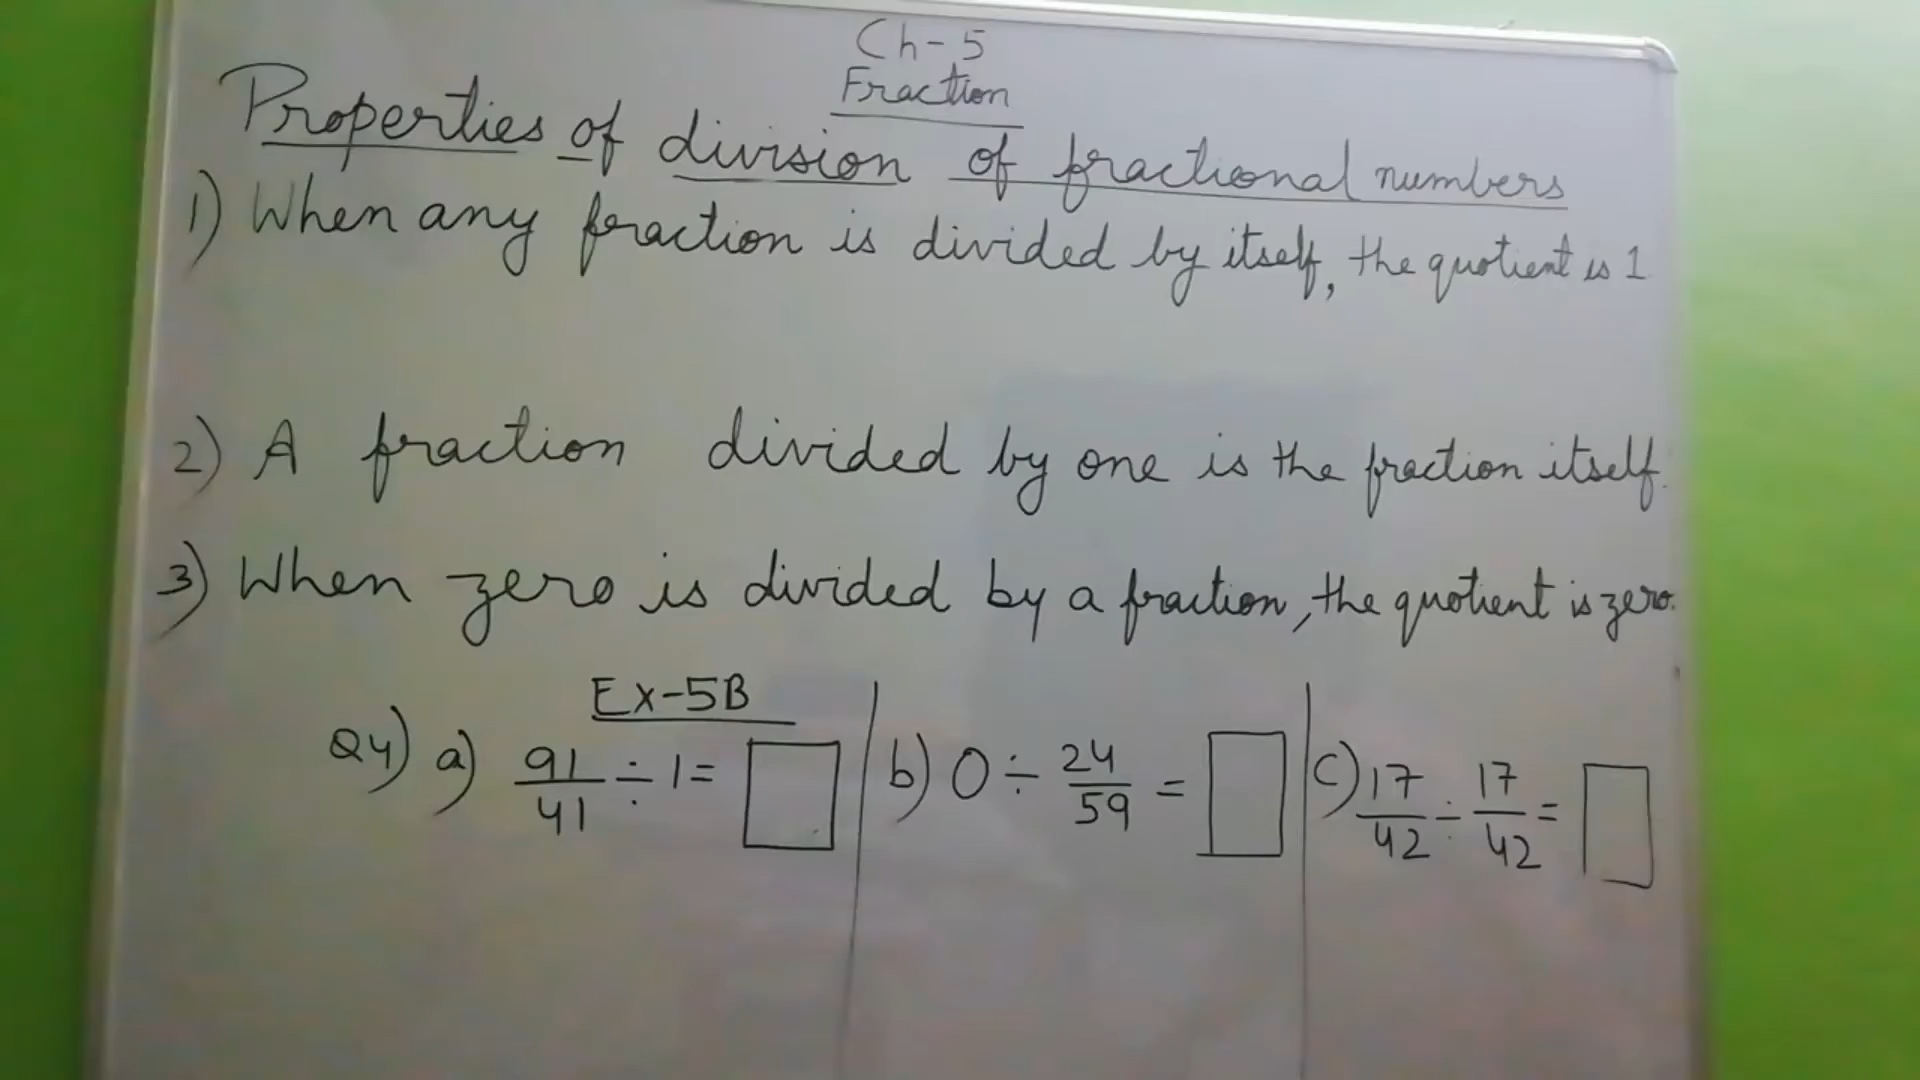 Ch-5
Fraction
Properties of division of fractional numbers
1) When any fraction is divided by itself, the quotient is 1
2) A fraction divided by one is the fraction itself.
3) When zero is divided by a fraction, the quotient is zero.
Ex-5B
Q4) a) 91/41 ÷ 1 = □ b) 0 ÷ 24/59 = □ c) 17/42 ÷ 17/42 = □